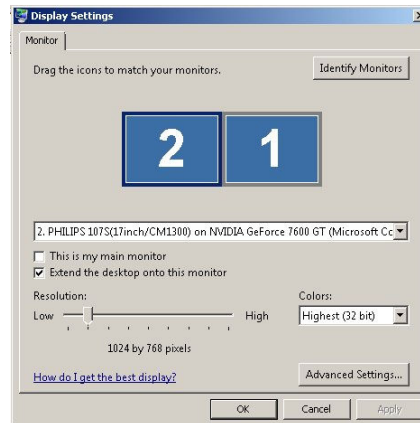 Display Settings
Monitor
Drag the icons to match your monitors.
Identify Monitors
2
1
2. PHILIPS 107S(17inch/CM1300) on NVIDIA GeForce 7600 GT (Microsoft Cc
This is my main monitor
Extend the desktop onto this monitor
Resolution:
Colors:
Low
High
Highest (32 bit)
1024 by 768 pixels
How do I get the best display?
Advanced Settings...
OK
Cancel
Apply